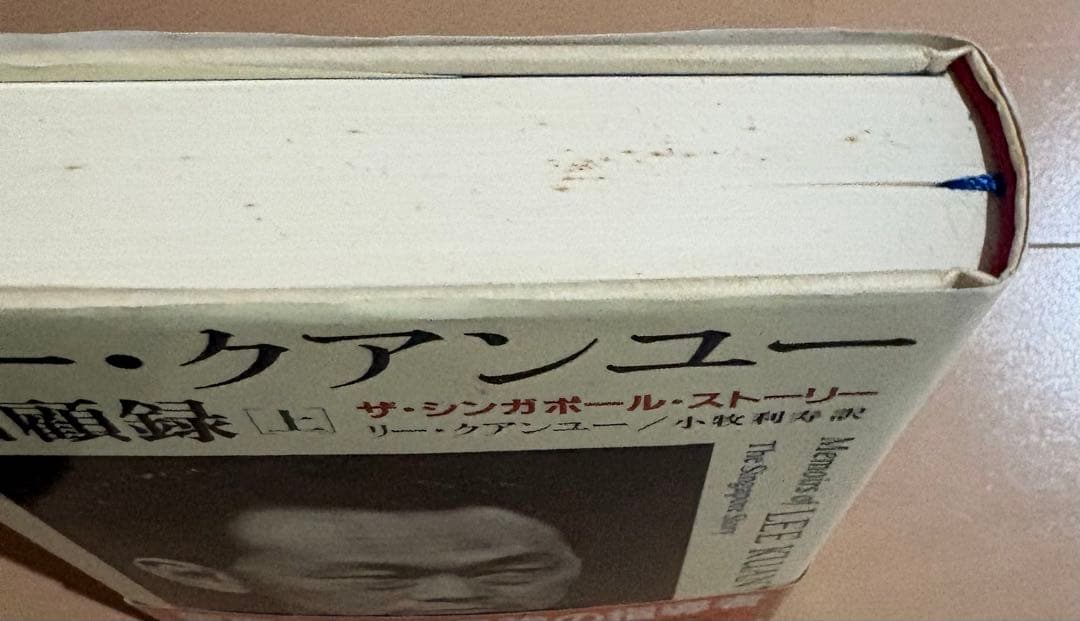 ー・クアンユー
顧録［上］
ザ・シンガポール・ストーリー
リー・クアンユー／小牧利寿訳
Memoirs of LEE KUAN
The Singapore Story